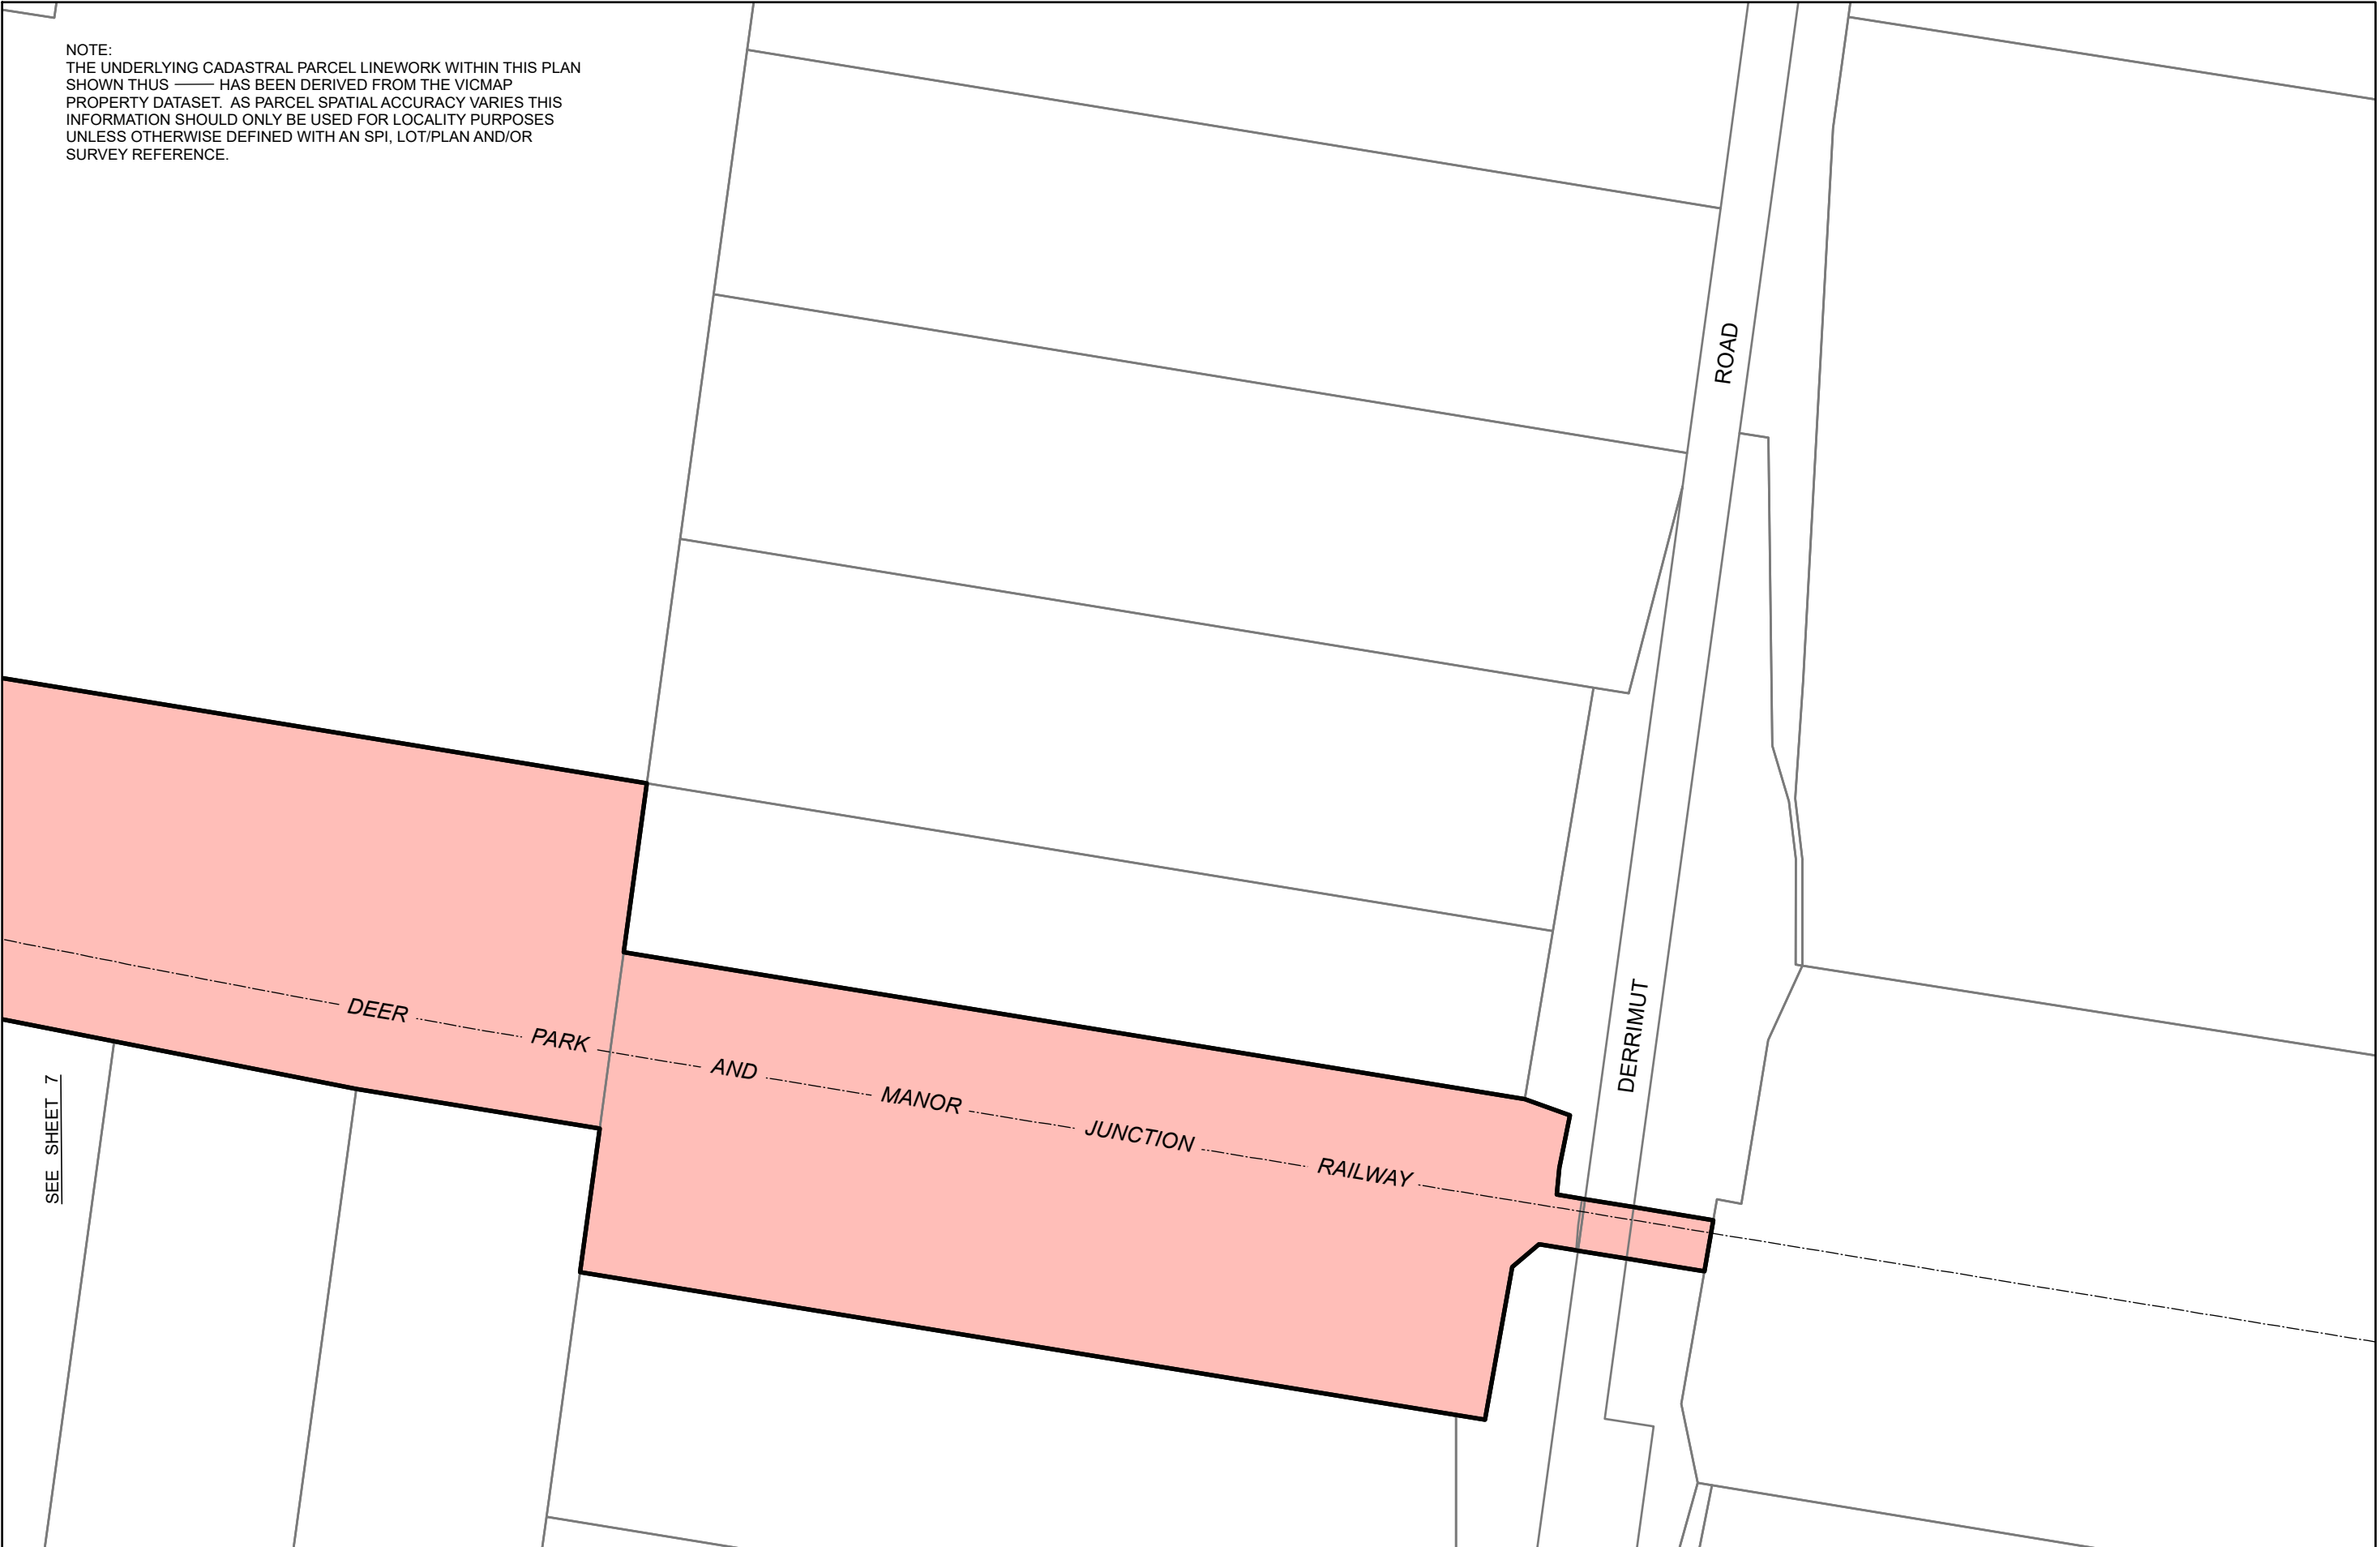 NOTE:
THE UNDERLYING CADASTRAL PARCEL LINEWORK WITHIN THIS PLAN
SHOWN THUS HAS BEEN DERIVED FROM THE VICMAP
PROPERTY DATASET. AS PARCEL SPATIAL ACCURACY VARIES THIS
INFORMATION SHOULD ONLY BE USED FOR LOCALITY PURPOSES
UNLESS OTHERWISE DEFINED WITH AN SPI, LOT/PLAN AND/OR
SURVEY REFERENCE.
DERRIMUT ROAD
DEER PARK AND MANOR JUNCTION RAILWAY
SEE SHEET 7